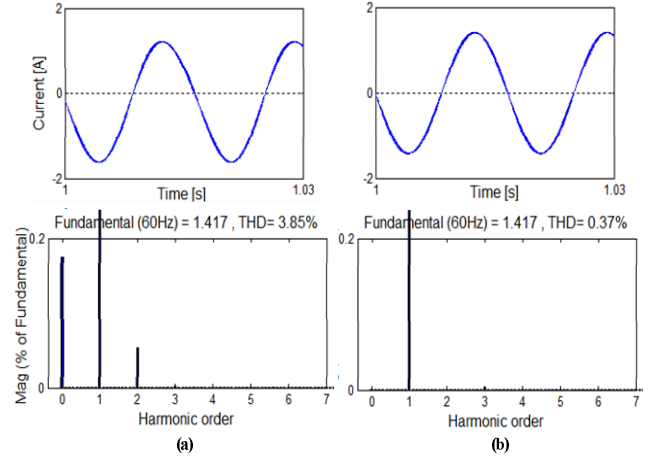 2
2
Current [A]
0
0
-2
-2
1
Time [s]
1.03
1
Time [s]
1.03
Fundamental (60Hz) = 1.417 , THD= 3.85%
Fundamental (60Hz) = 1.417 , THD= 0.37%
0.2
0.2
Mag (% of Fundamental)
0
0
0 1 2 3 4 5 6 7
0 1 2 3 4 5 6 7
Harmonic order
Harmonic order
(a)
(b)